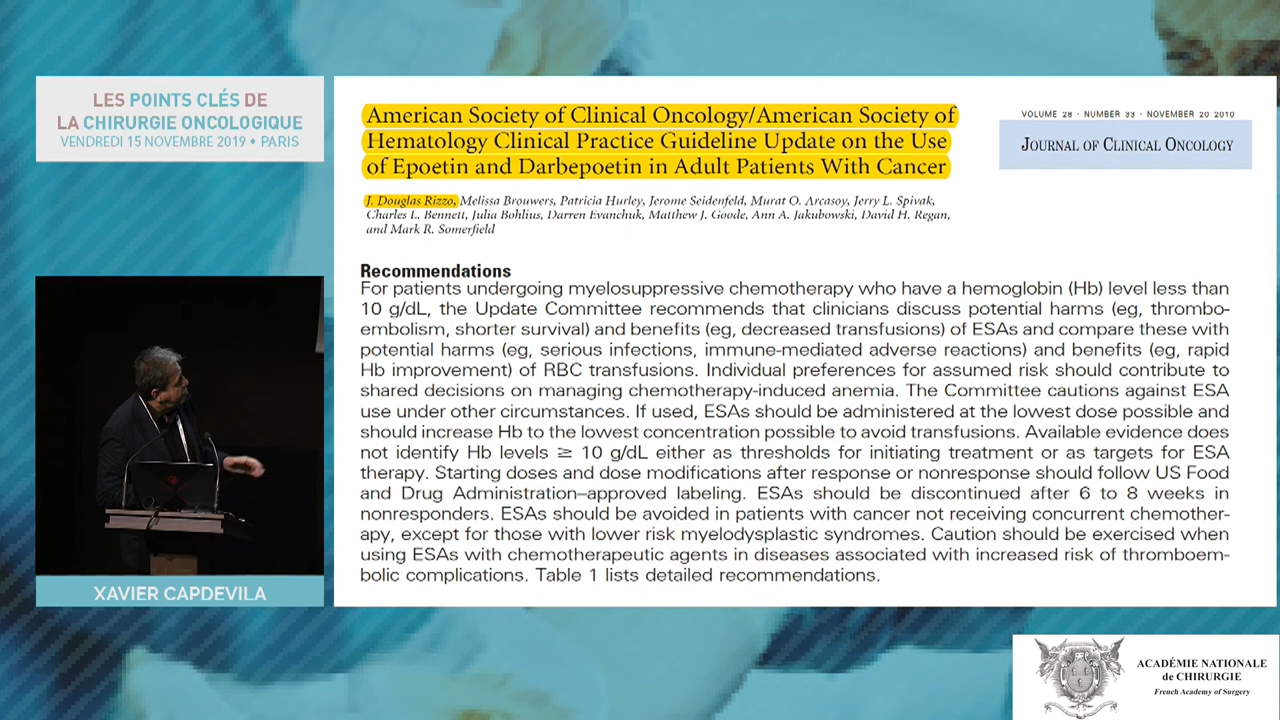 LES POINTS CLÉS DE
LA CHIRURGIE ONCOLOGIQUE
VENDREDI 15 NOVEMBRE 2019 • PARIS
XAVIER CAPDEVILA
American Society of Clinical Oncology/American Society of
Hematology Clinical Practice Guideline Update on the Use
of Epoetin and Darbepoetin in Adult Patients With Cancer
VOLUME 28 · NUMBER 33 · NOVEMBER 20 2010
JOURNAL OF CLINICAL ONCOLOGY
J. Douglas Rizzo, Melissa Brouwers, Patricia Hurley, Jerome Seidenfeld, Murat O. Arcasoy, Jerry L. Spivak,
Charles L. Bennett, Julia Bohlius, Darren Evanchuk, Matthew J. Goode, Ann A. Jakubowski, David H. Regan,
and Mark R. Somerfield
Recommendations
For patients undergoing myelosuppressive chemotherapy who have a hemoglobin (Hb) level less than
10 g/dL, the Update Committee recommends that clinicians discuss potential harms (eg, thrombo-
embolism, shorter survival) and benefits (eg, decreased transfusions) of ESAs and compare these with
potential harms (eg, serious infections, immune-mediated adverse reactions) and benefits (eg, rapid
Hb improvement) of RBC transfusions. Individual preferences for assumed risk should contribute to
shared decisions on managing chemotherapy-induced anemia. The Committee cautions against ESA
use under other circumstances. If used, ESAs should be administered at the lowest dose possible and
should increase Hb to the lowest concentration possible to avoid transfusions. Available evidence does
not identify Hb levels ≥ 10 g/dL either as thresholds for initiating treatment or as targets for ESA
therapy. Starting doses and dose modifications after response or nonresponse should follow US Food
and Drug Administration–approved labeling. ESAs should be discontinued after 6 to 8 weeks in
nonresponders. ESAs should be avoided in patients with cancer not receiving concurrent chemother-
apy, except for those with lower risk myelodysplastic syndromes. Caution should be exercised when
using ESAs with chemotherapeutic agents in diseases associated with increased risk of thromboem-
bolic complications. Table 1 lists detailed recommendations.
ACADÉMIE NATIONALE
de CHIRURGIE
French Academy of Surgery